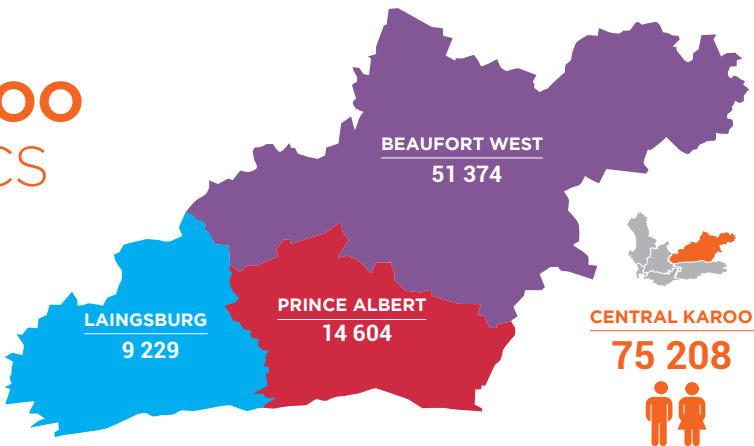 BEAUFORT WEST
51 374
LAINGSBURG
9 229
PRINCE ALBERT
14 604
CENTRAL KAROO
75 208